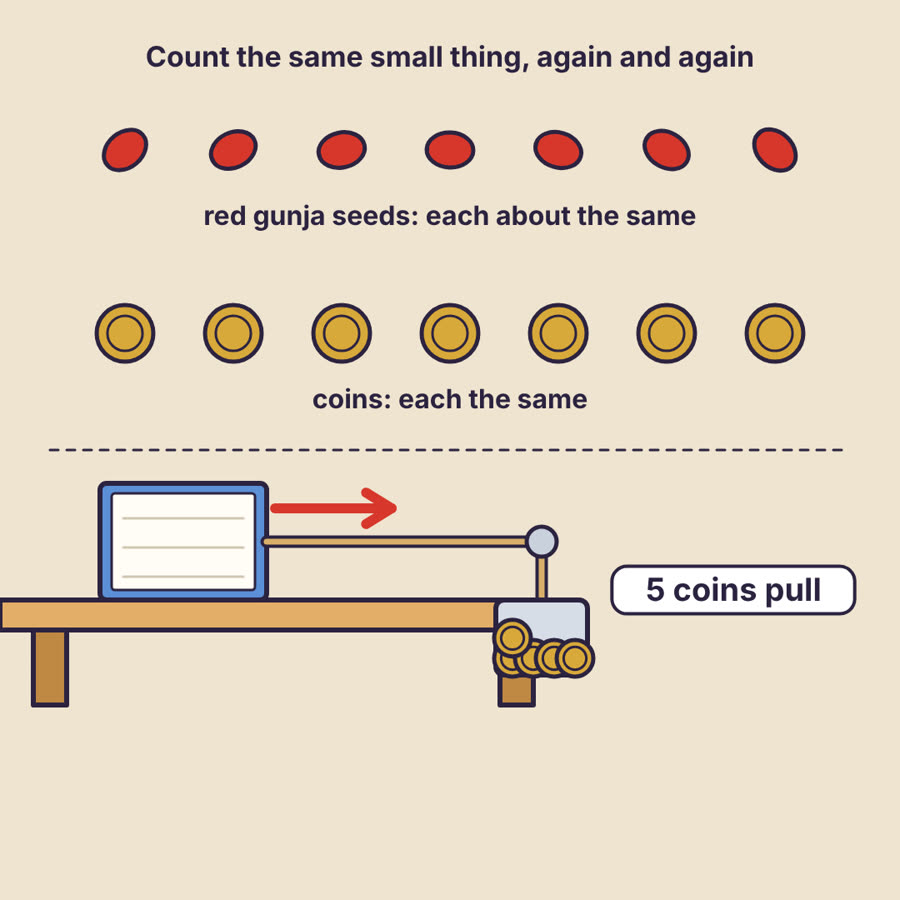 Count the same small thing, again and again
red gunja seeds: each about the same
coins: each the same
5 coins pull